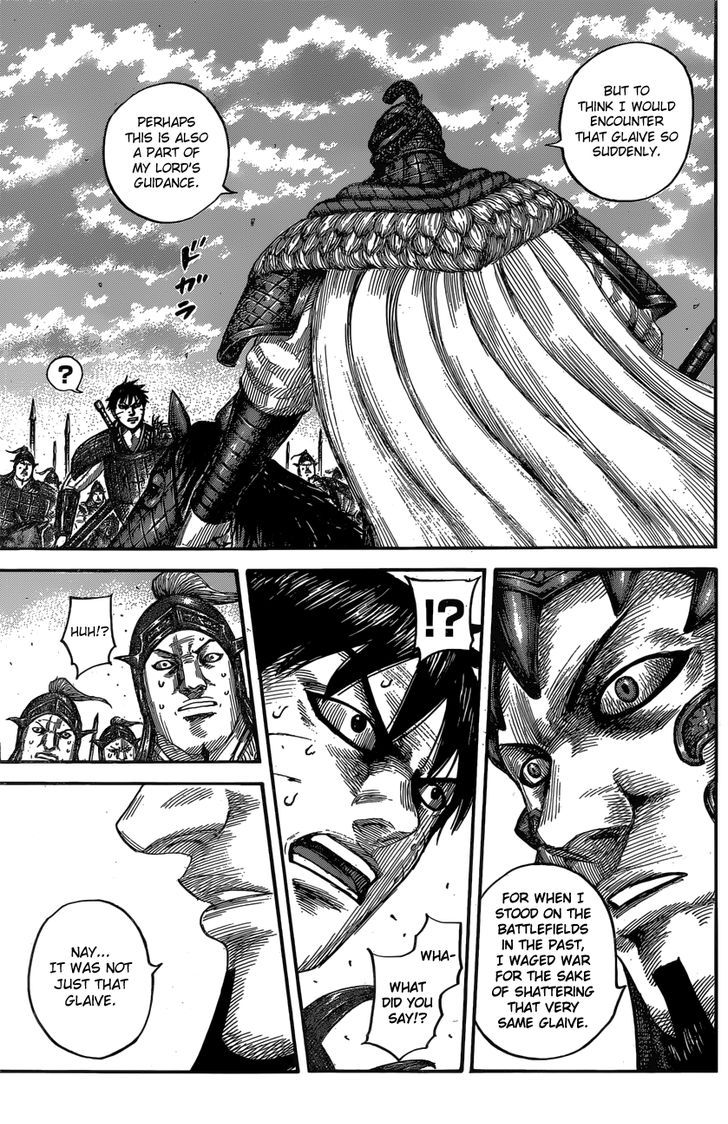 BUT TO
THINK I WOULD
ENCOUNTER
THAT GLAIVE SO
SUDDENLY.
PERHAPS
THIS IS ALSO
A PART OF
MY LORD'S
GUIDANCE.
ドガラ
?
FOR WHEN I
STOOD ON THE
BATTLEFIELDS
IN THE PAST,
I WAGED WAR
FOR THE SAKE
OF SHATTERING
THAT VERY
SAME GLAIVE.
!?
WHA-
WHAT
DID YOU
SAY!?
HUH!?
NAY...
IT WAS NOT
JUST THAT
GLAIVE.